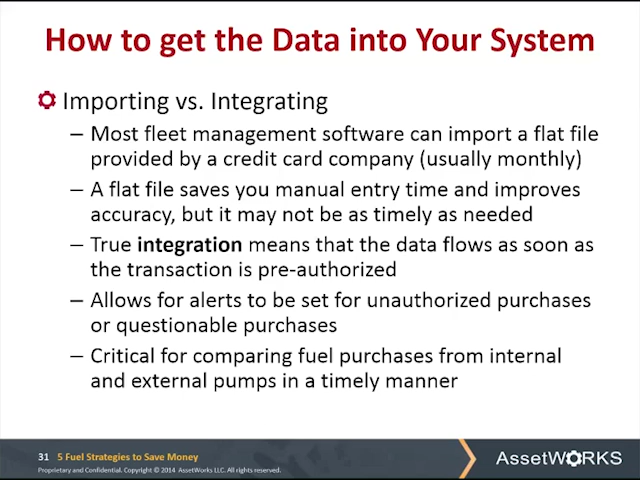 How to get the Data into Your System
Importing vs. Integrating
– Most fleet management software can import a flat file
provided by a credit card company (usually monthly)
– A flat file saves you manual entry time and improves
accuracy, but it may not be as timely as needed
– True integration means that the data flows as soon as
the transaction is pre-authorized
– Allows for alerts to be set for unauthorized purchases
or questionable purchases
– Critical for comparing fuel purchases from internal
and external pumps in a timely manner
31 5 Fuel Strategies to Save Money
Proprietary and Confidential. Copyright © 2014 AssetWorks LLC. All rights reserved.
AssetWORKS